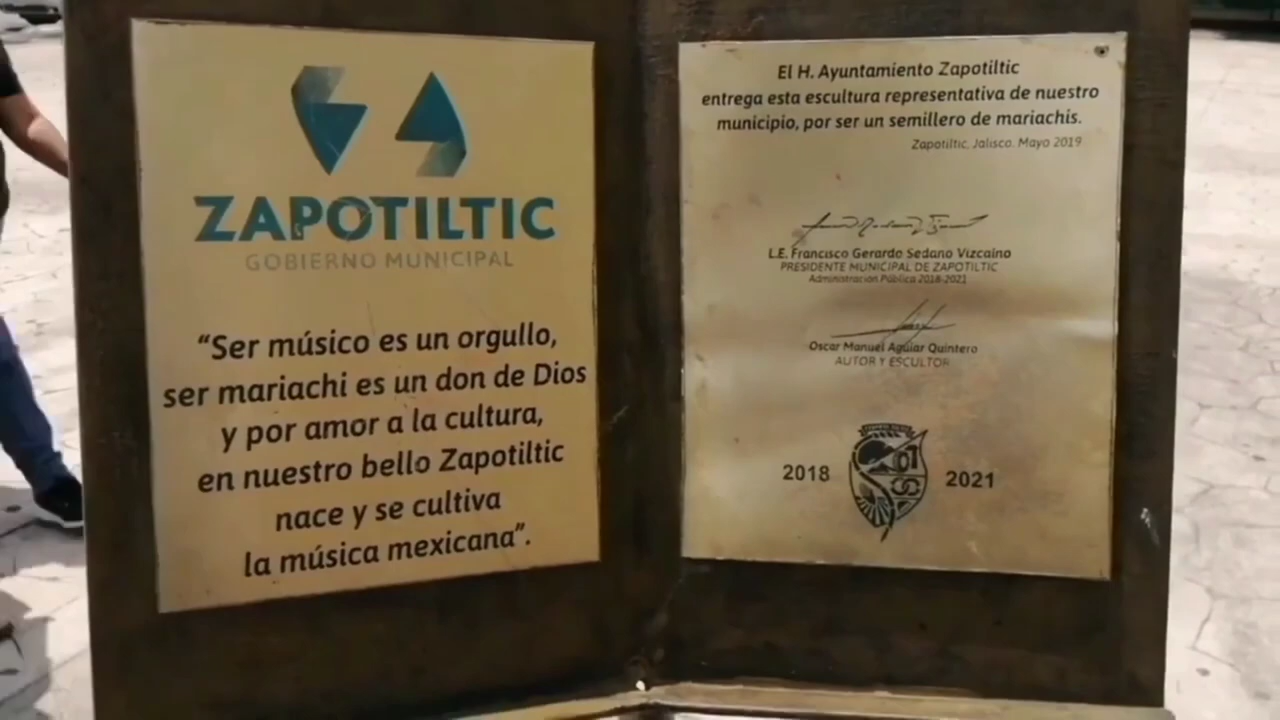 ZAPOTILTIC
GOBIERNO MUNICIPAL
“Ser músico es un orgullo,
ser mariachi es un don de Dios
y por amor a la cultura,
en nuestro bello Zapotiltic
nace y se cultiva
la música mexicana”.
El H. Ayuntamiento Zapotiltic
entrega esta escultura representativa de nuestro
municipio, por ser un semillero de mariachis.
Zapotiltic, Jalisco. Mayo 2019
L.E. Francisco Gerardo Sedano Vizcaíno
PRESIDENTE MUNICIPAL DE ZAPOTILTIC
Administración Pública 2018-2021
Oscar Manuel Aguiar Quintero
AUTOR Y ESCULTOR
2018 2021